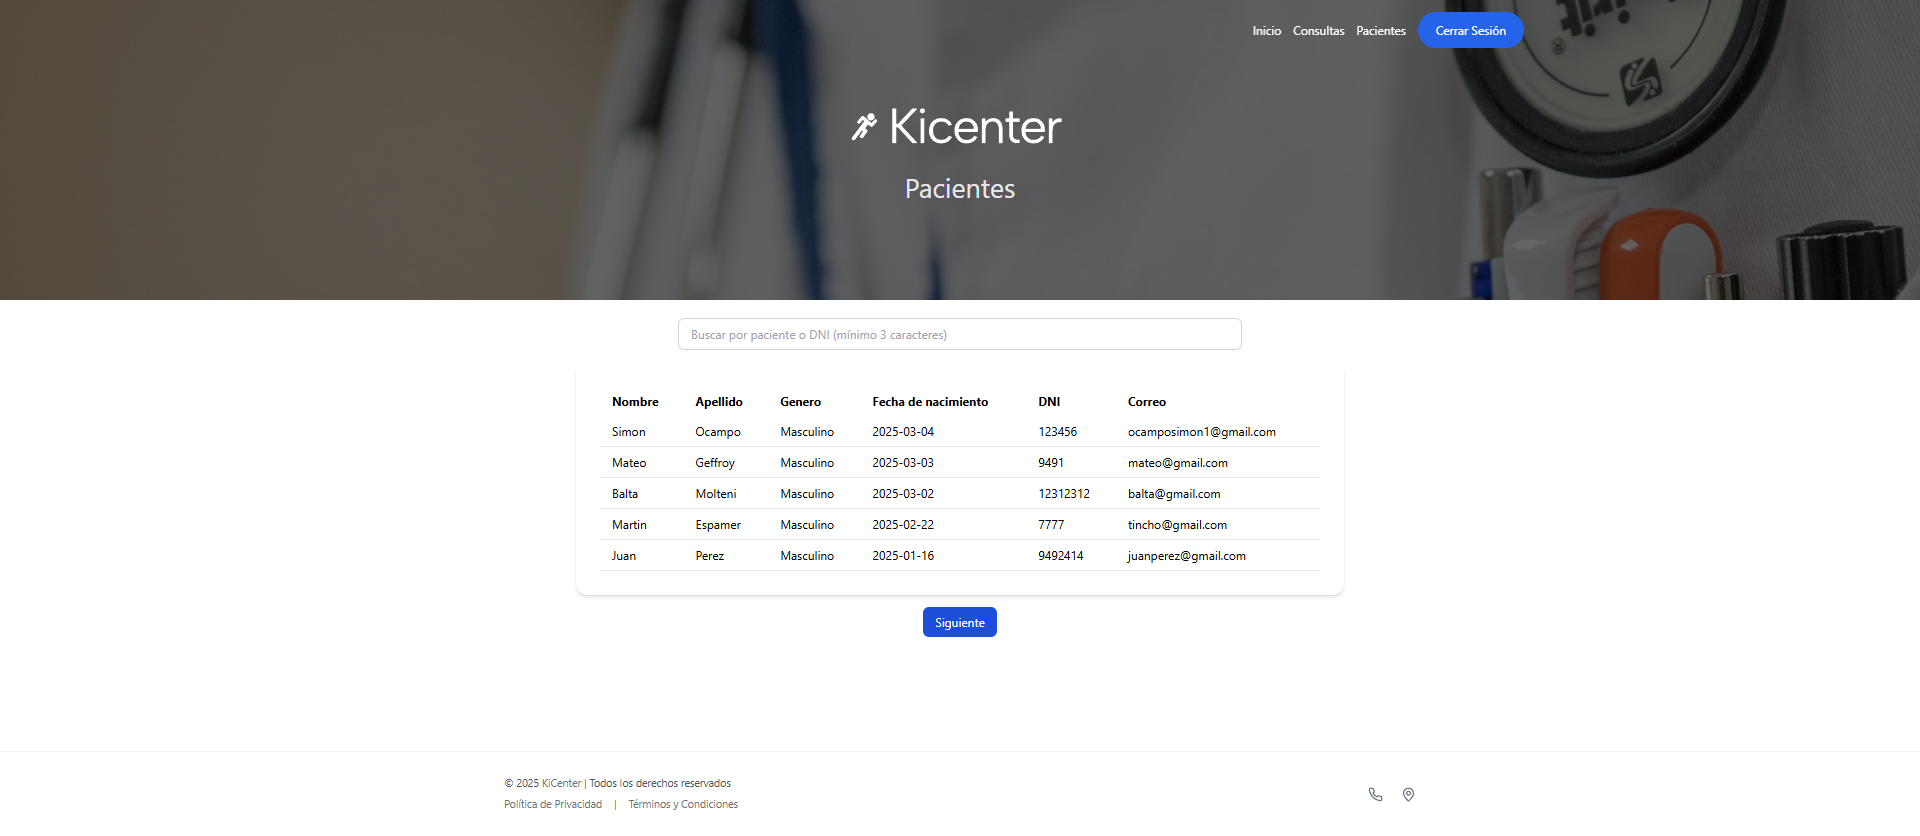 Inicio Consultas Pacientes Cerrar Sesión
Kicenter
Pacientes
Buscar por paciente o DNI (mínimo 3 caracteres)
Nombre Apellido Genero Fecha de nacimiento DNI Correo
Simon Ocampo Masculino 2025-03-04 123456 ocamposimon1@gmail.com
Mateo Geffroy Masculino 2025-03-03 9491 mateo@gmail.com
Balta Molteni Masculino 2025-03-02 12312312 balta@gmail.com
Martin Espamer Masculino 2025-02-22 7777 tincho@gmail.com
Juan Perez Masculino 2025-01-16 9492414 juanperez@gmail.com
Siguiente
© 2025 KiCenter | Todos los derechos reservados
Política de Privacidad | Términos y Condiciones